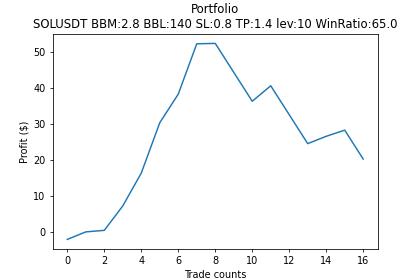 Portfolio
SOLUSDT BBM:2.8 BBL:140 SL:0.8 TP:1.4 lev:10 WinRatio:65.0
50
40
30
20
10
0
Profit ($)
0 2 4 6 8 10 12 14 16
Trade counts